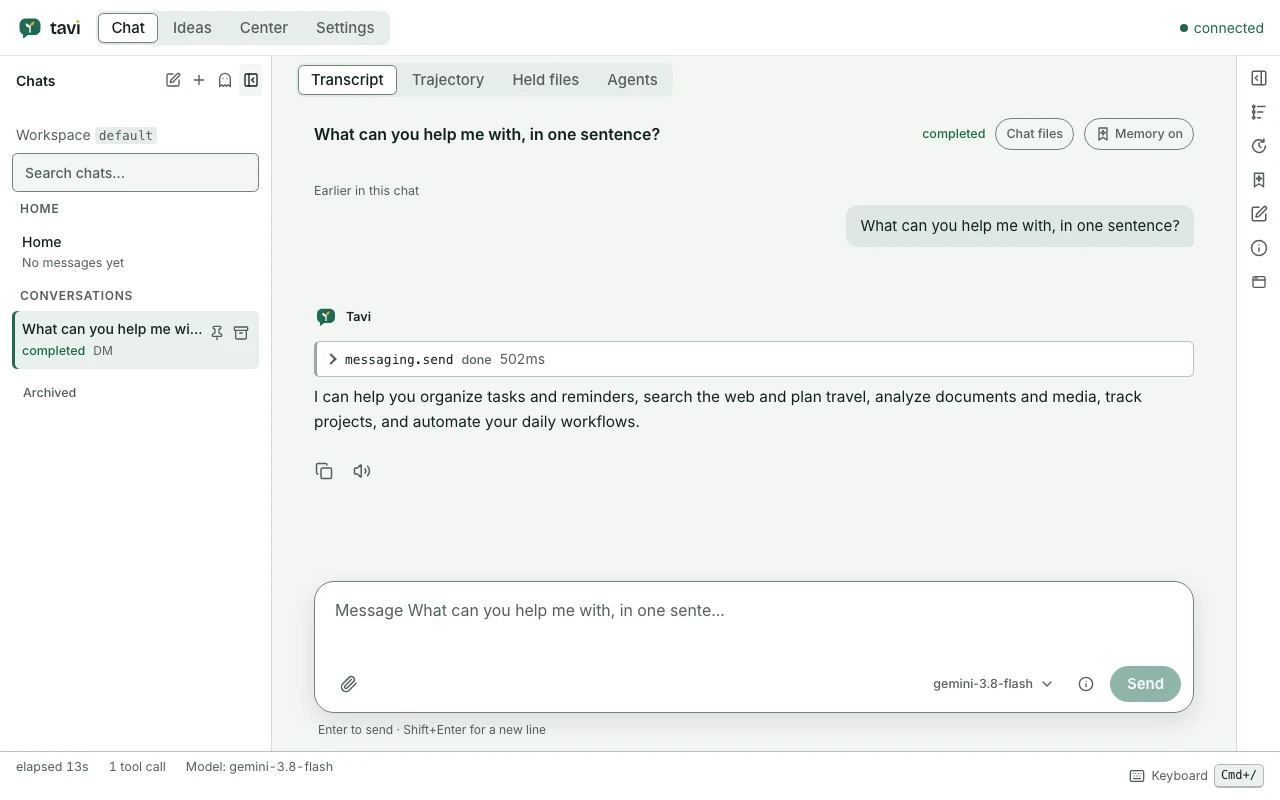 tavi
Chat
Ideas
Center
Settings
connected
Chats
Workspace default
Search chats...
HOME
Home
No messages yet
CONVERSATIONS
What can you help me wi...
completed DM
Archived
Transcript
Trajectory
Held files
Agents
What can you help me with, in one sentence?
completed
Chat files
Memory on
Earlier in this chat
What can you help me with, in one sentence?
Tavi
messaging.send done 502ms
I can help you organize tasks and reminders, search the web and plan travel, analyze documents and media, track
projects, and automate your daily workflows.
Message What can you help me with, in one sente...
gemini-3.8-flash
Send
Enter to send · Shift+Enter for a new line
elapsed 13s
1 tool call
Model: gemini-3.8-flash
Keyboard
Cmd+/